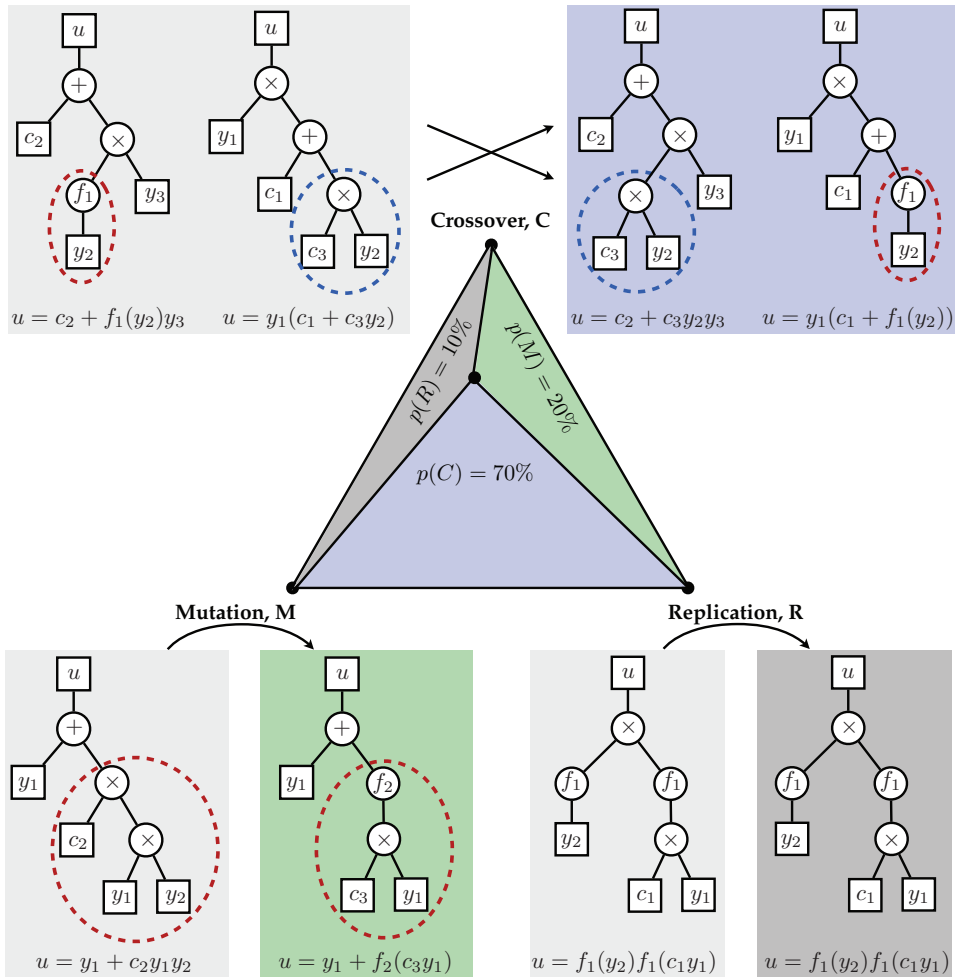 u u u u
+ × + ×
c₂ × y₁ + c₂ × y₁ +
f₁ y₃ c₁ × × y₃ c₁ f₁
y₂ c₃ y₂ c₃ y₂ y₂
Crossover, C
u = c₂ + f₁(y₂)y₃ u = y₁(c₁ + c₃y₂) u = c₂ + c₃y₂y₃ u = y₁(c₁ + f₁(y₂))
p(R) = 10%
p(M) = 20%
p(C) = 70%
Mutation, M Replication, R
u u u u
+ + × ×
y₁ × y₁ f₂ f₁ f₁ f₁ f₁
c₂ × × y₂ × y₂ ×
y₁ y₂ c₃ y₁ c₁ y₁ c₁ y₁
u = y₁ + c₂y₁y₂ u = y₁ + f₂(c₃y₁) u = f₁(y₂)f₁(c₁y₁) u = f₁(y₂)f₁(c₁y₁)